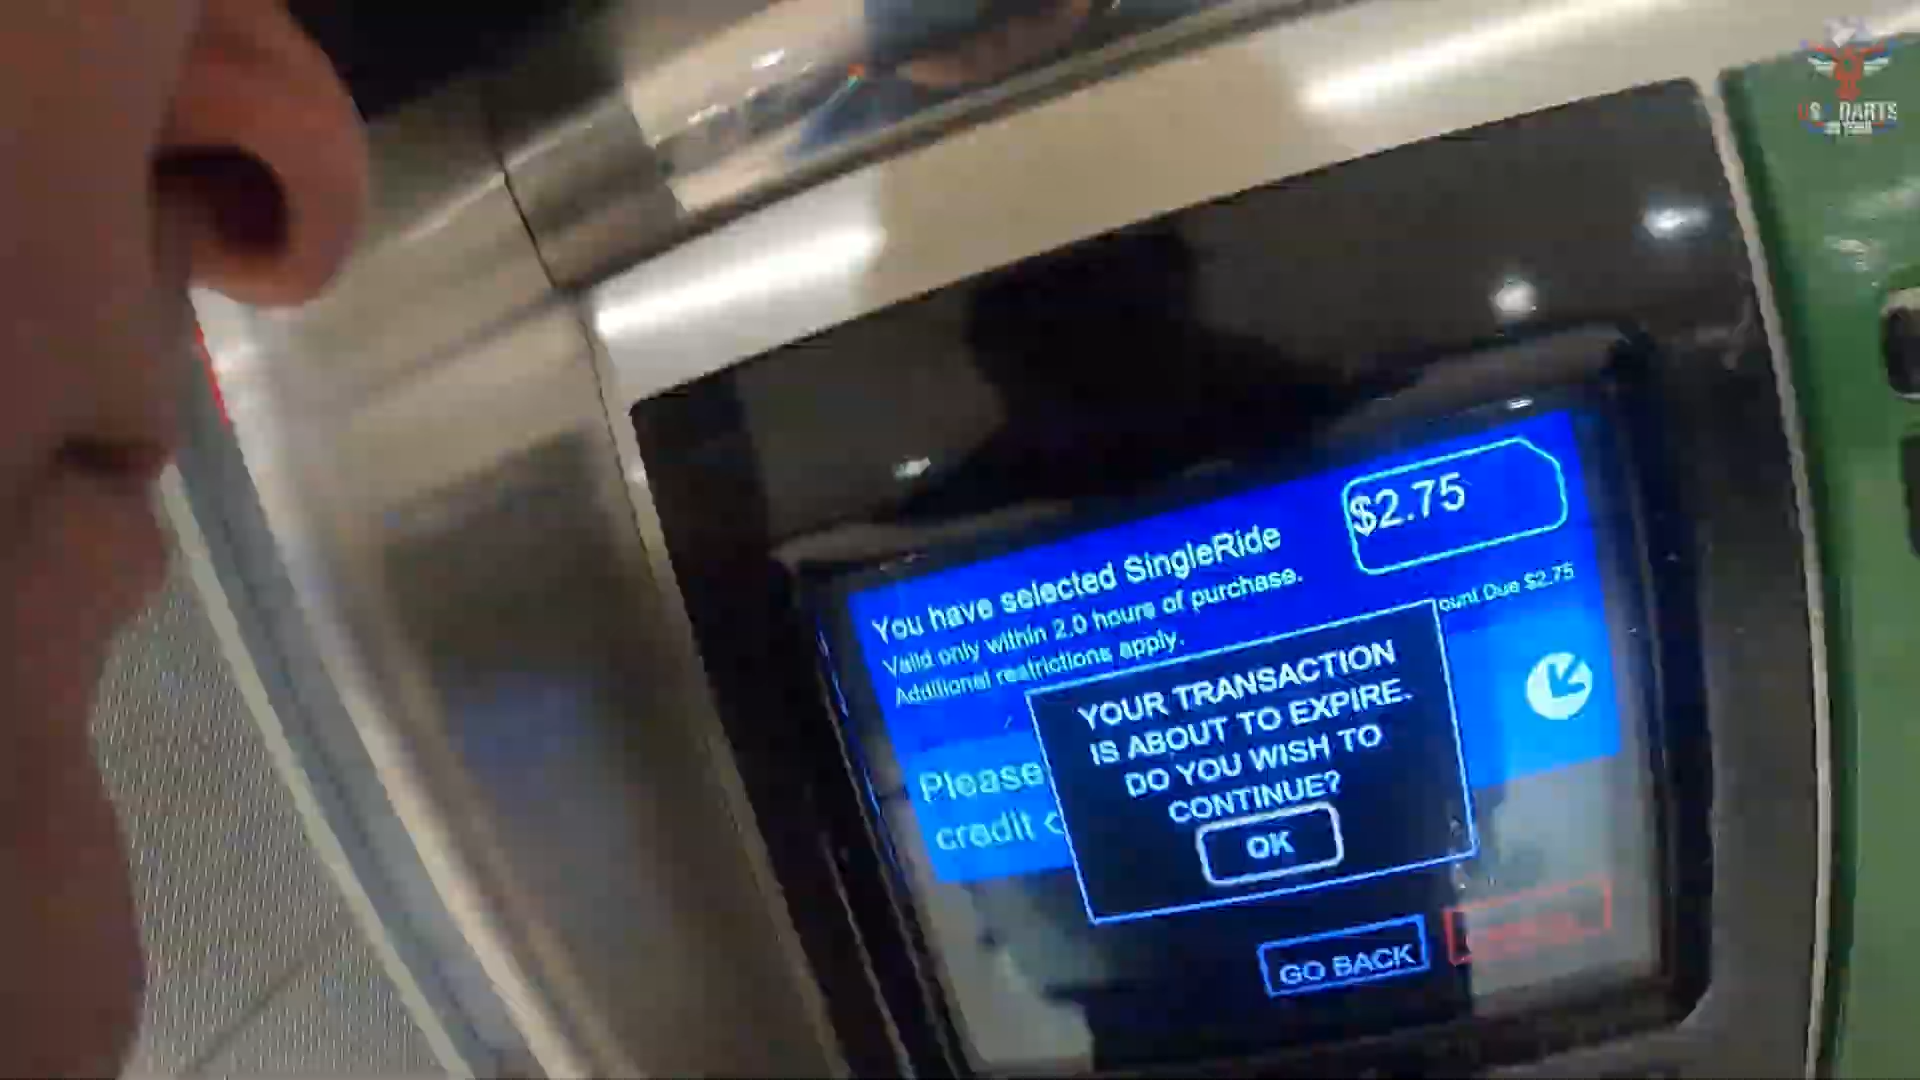 $2.75
You have selected SingleRide
Valid only within 2.0 hours of purchase.
Additional restrictions apply.
ount Due $2.75
Please
credit c
YOUR TRANSACTION
IS ABOUT TO EXPIRE.
DO YOU WISH TO
CONTINUE?
OK
GO BACK
DARTS